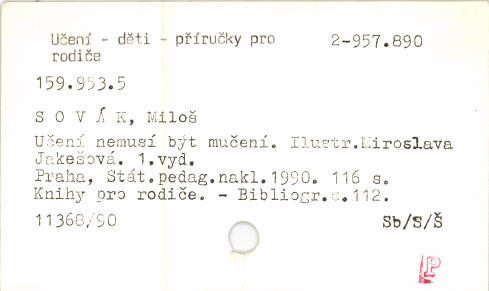 Učení - děti - příručky pro rodiče
2-957.890
159.953.5
S O V Á K, Miloš
Učení nemusí být mučení. Ilustr.Miroslava
Jakešová. 1.vyd.
Praha, Stát.pedag.nakl.1990. 116 s.
Knihy pro rodiče. - Bibliogr.s.112.
11368/90
Sb/S/Š
P